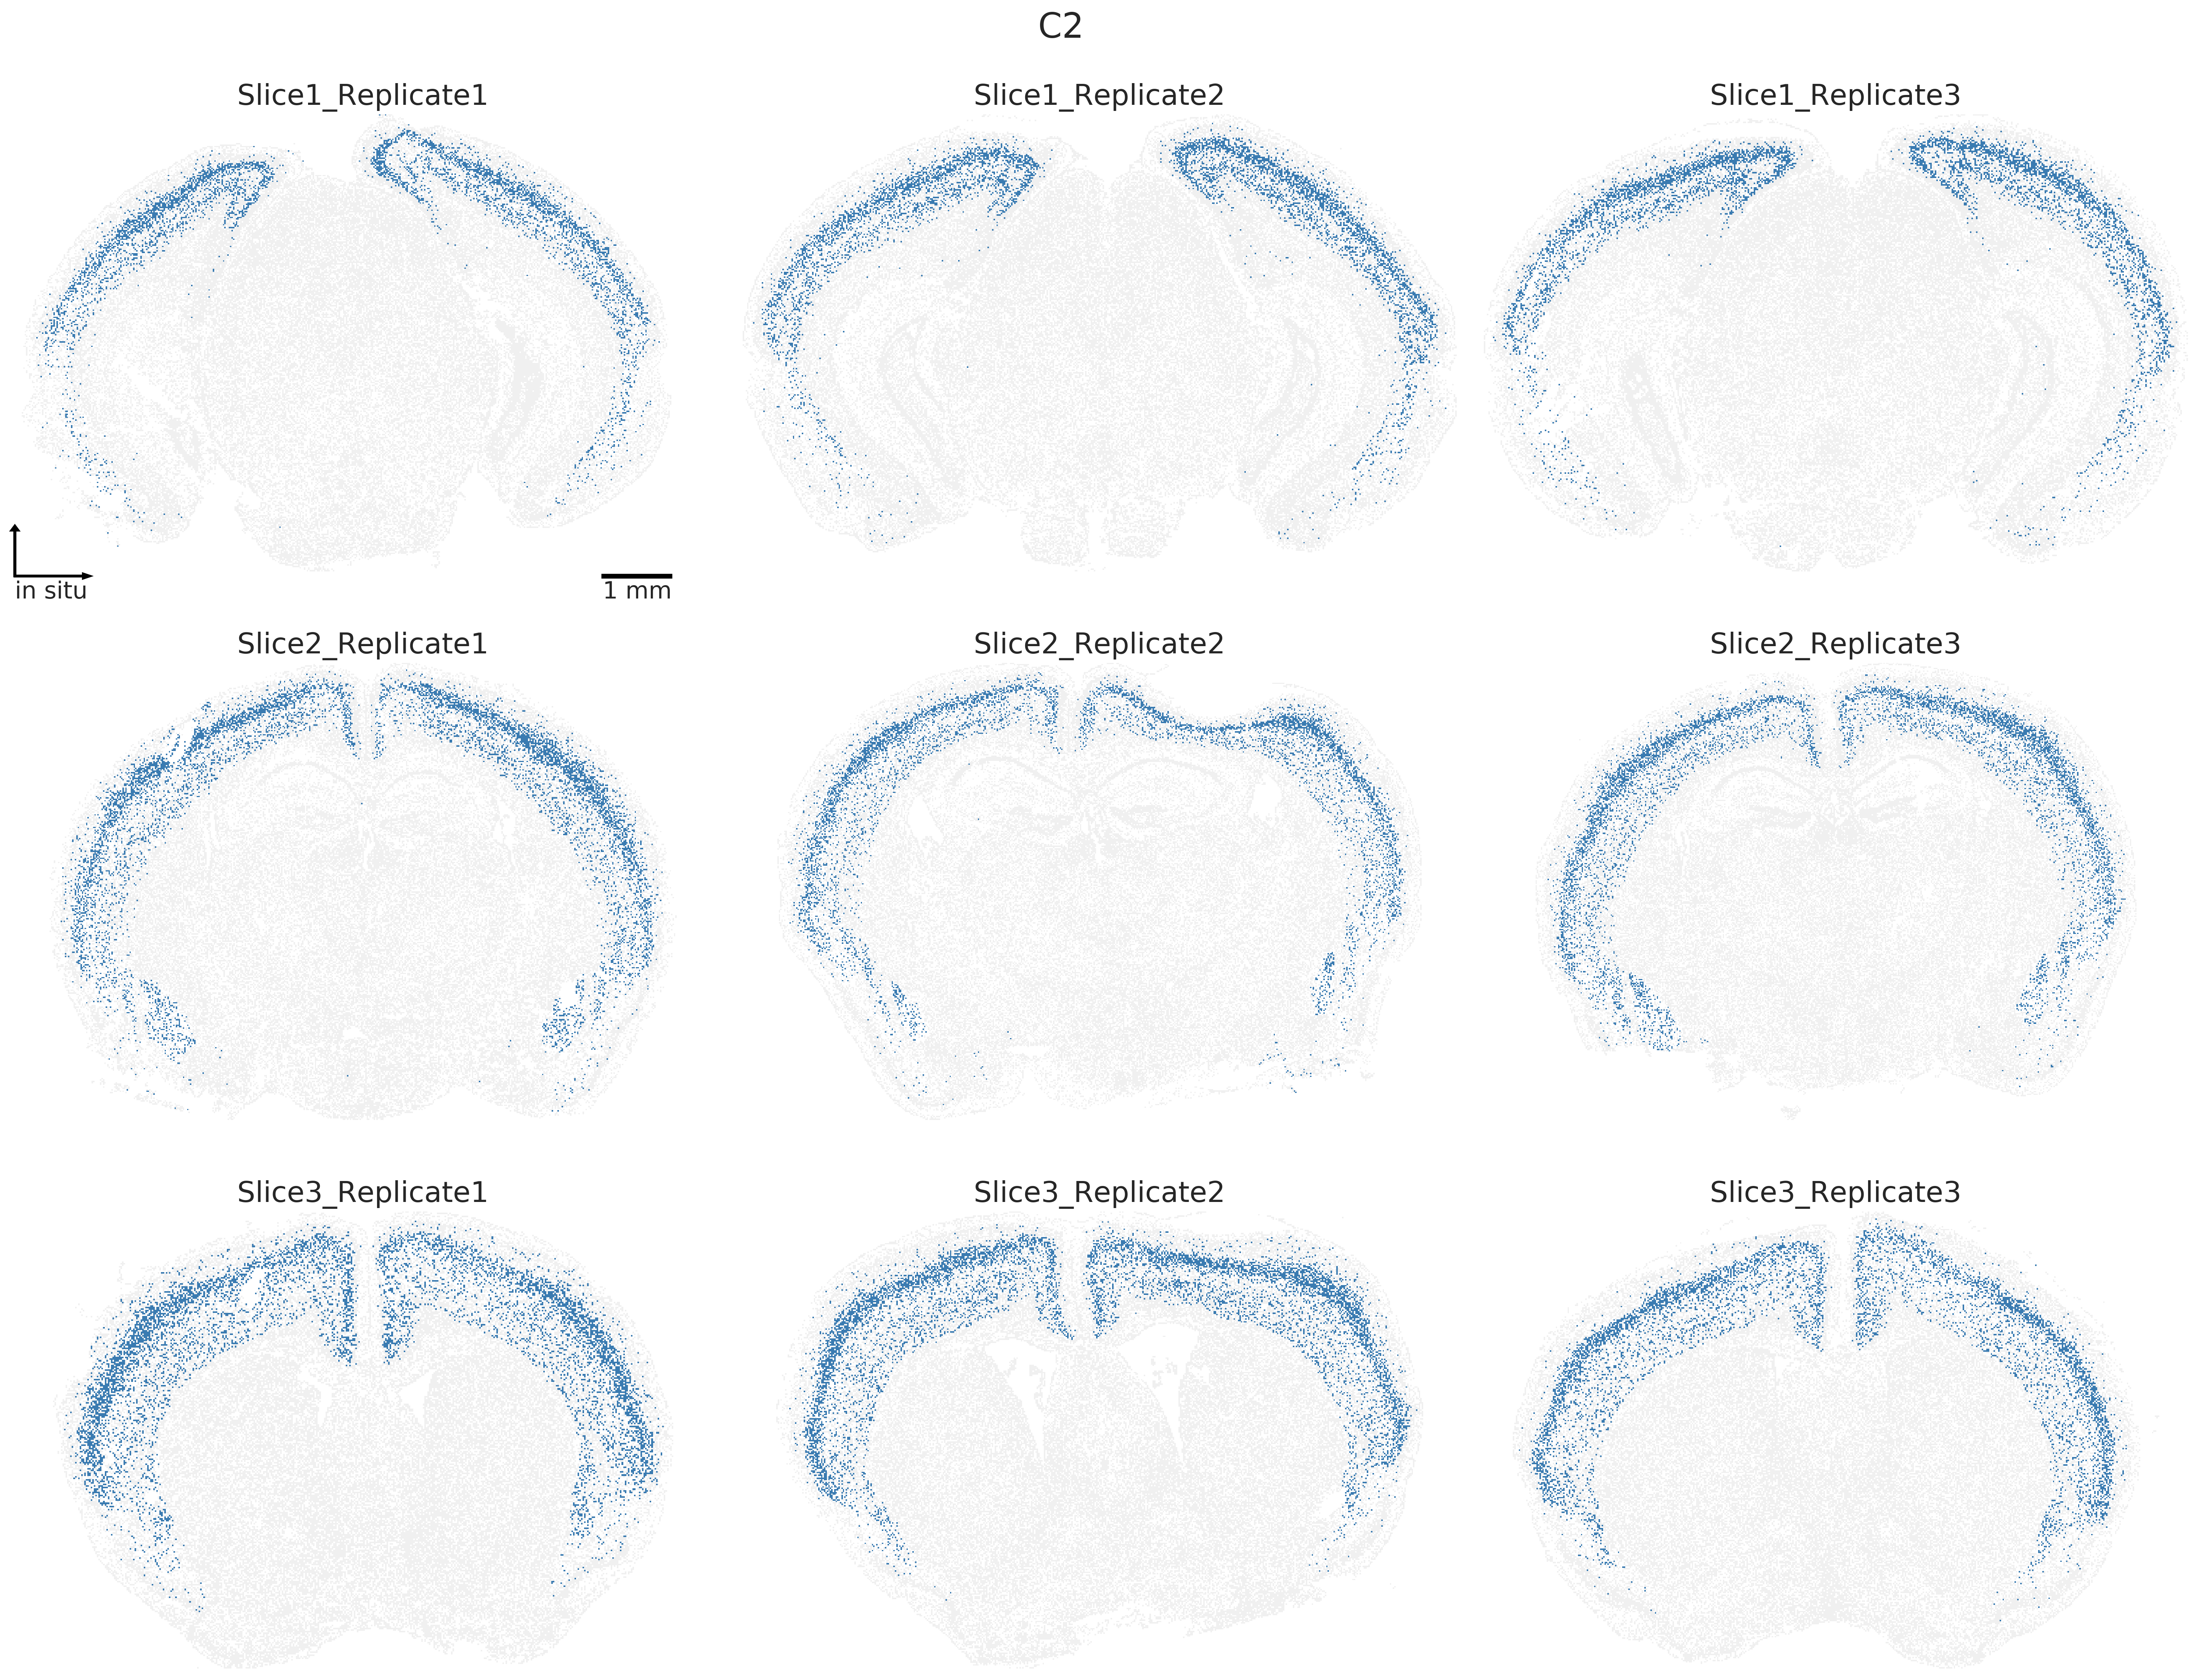 C2
Slice1_Replicate1
Slice1_Replicate2
Slice1_Replicate3
in situ
1 mm
Slice2_Replicate1
Slice2_Replicate2
Slice2_Replicate3
Slice3_Replicate1
Slice3_Replicate2
Slice3_Replicate3